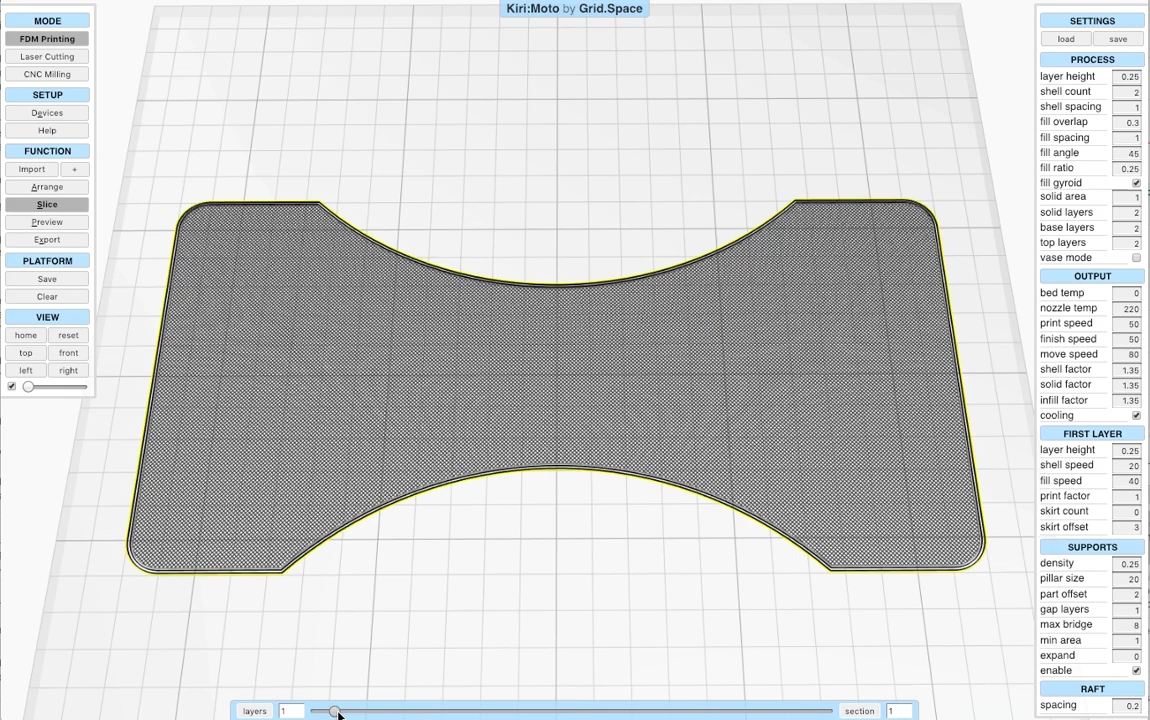 Kiri:Moto by Grid.Space
MODE
FDM Printing
Laser Cutting
CNC Milling
SETUP
Devices
Help
FUNCTION
Import +
Arrange
Slice
Preview
Export
PLATFORM
Save
Clear
VIEW
home reset
top front
left right
layers 1
section 1
SETTINGS
load save
PROCESS
layer height 0.25
shell count 2
shell spacing 1
fill overlap 0.3
fill spacing 1
fill angle 45
fill ratio 0.25
fill gyroid
solid area 1
solid layers 2
base layers 2
top layers 2
vase mode
OUTPUT
bed temp 0
nozzle temp 220
print speed 50
finish speed 50
move speed 80
shell factor 1.35
solid factor 1.35
infill factor 1.35
cooling
FIRST LAYER
layer height 0.25
shell speed 20
fill speed 40
print factor 1
skirt count 0
skirt offset 3
SUPPORTS
density 0.25
pillar size 20
part offset 2
gap layers 1
max bridge 8
min area 1
expand 0
enable
RAFT
spacing 0.2